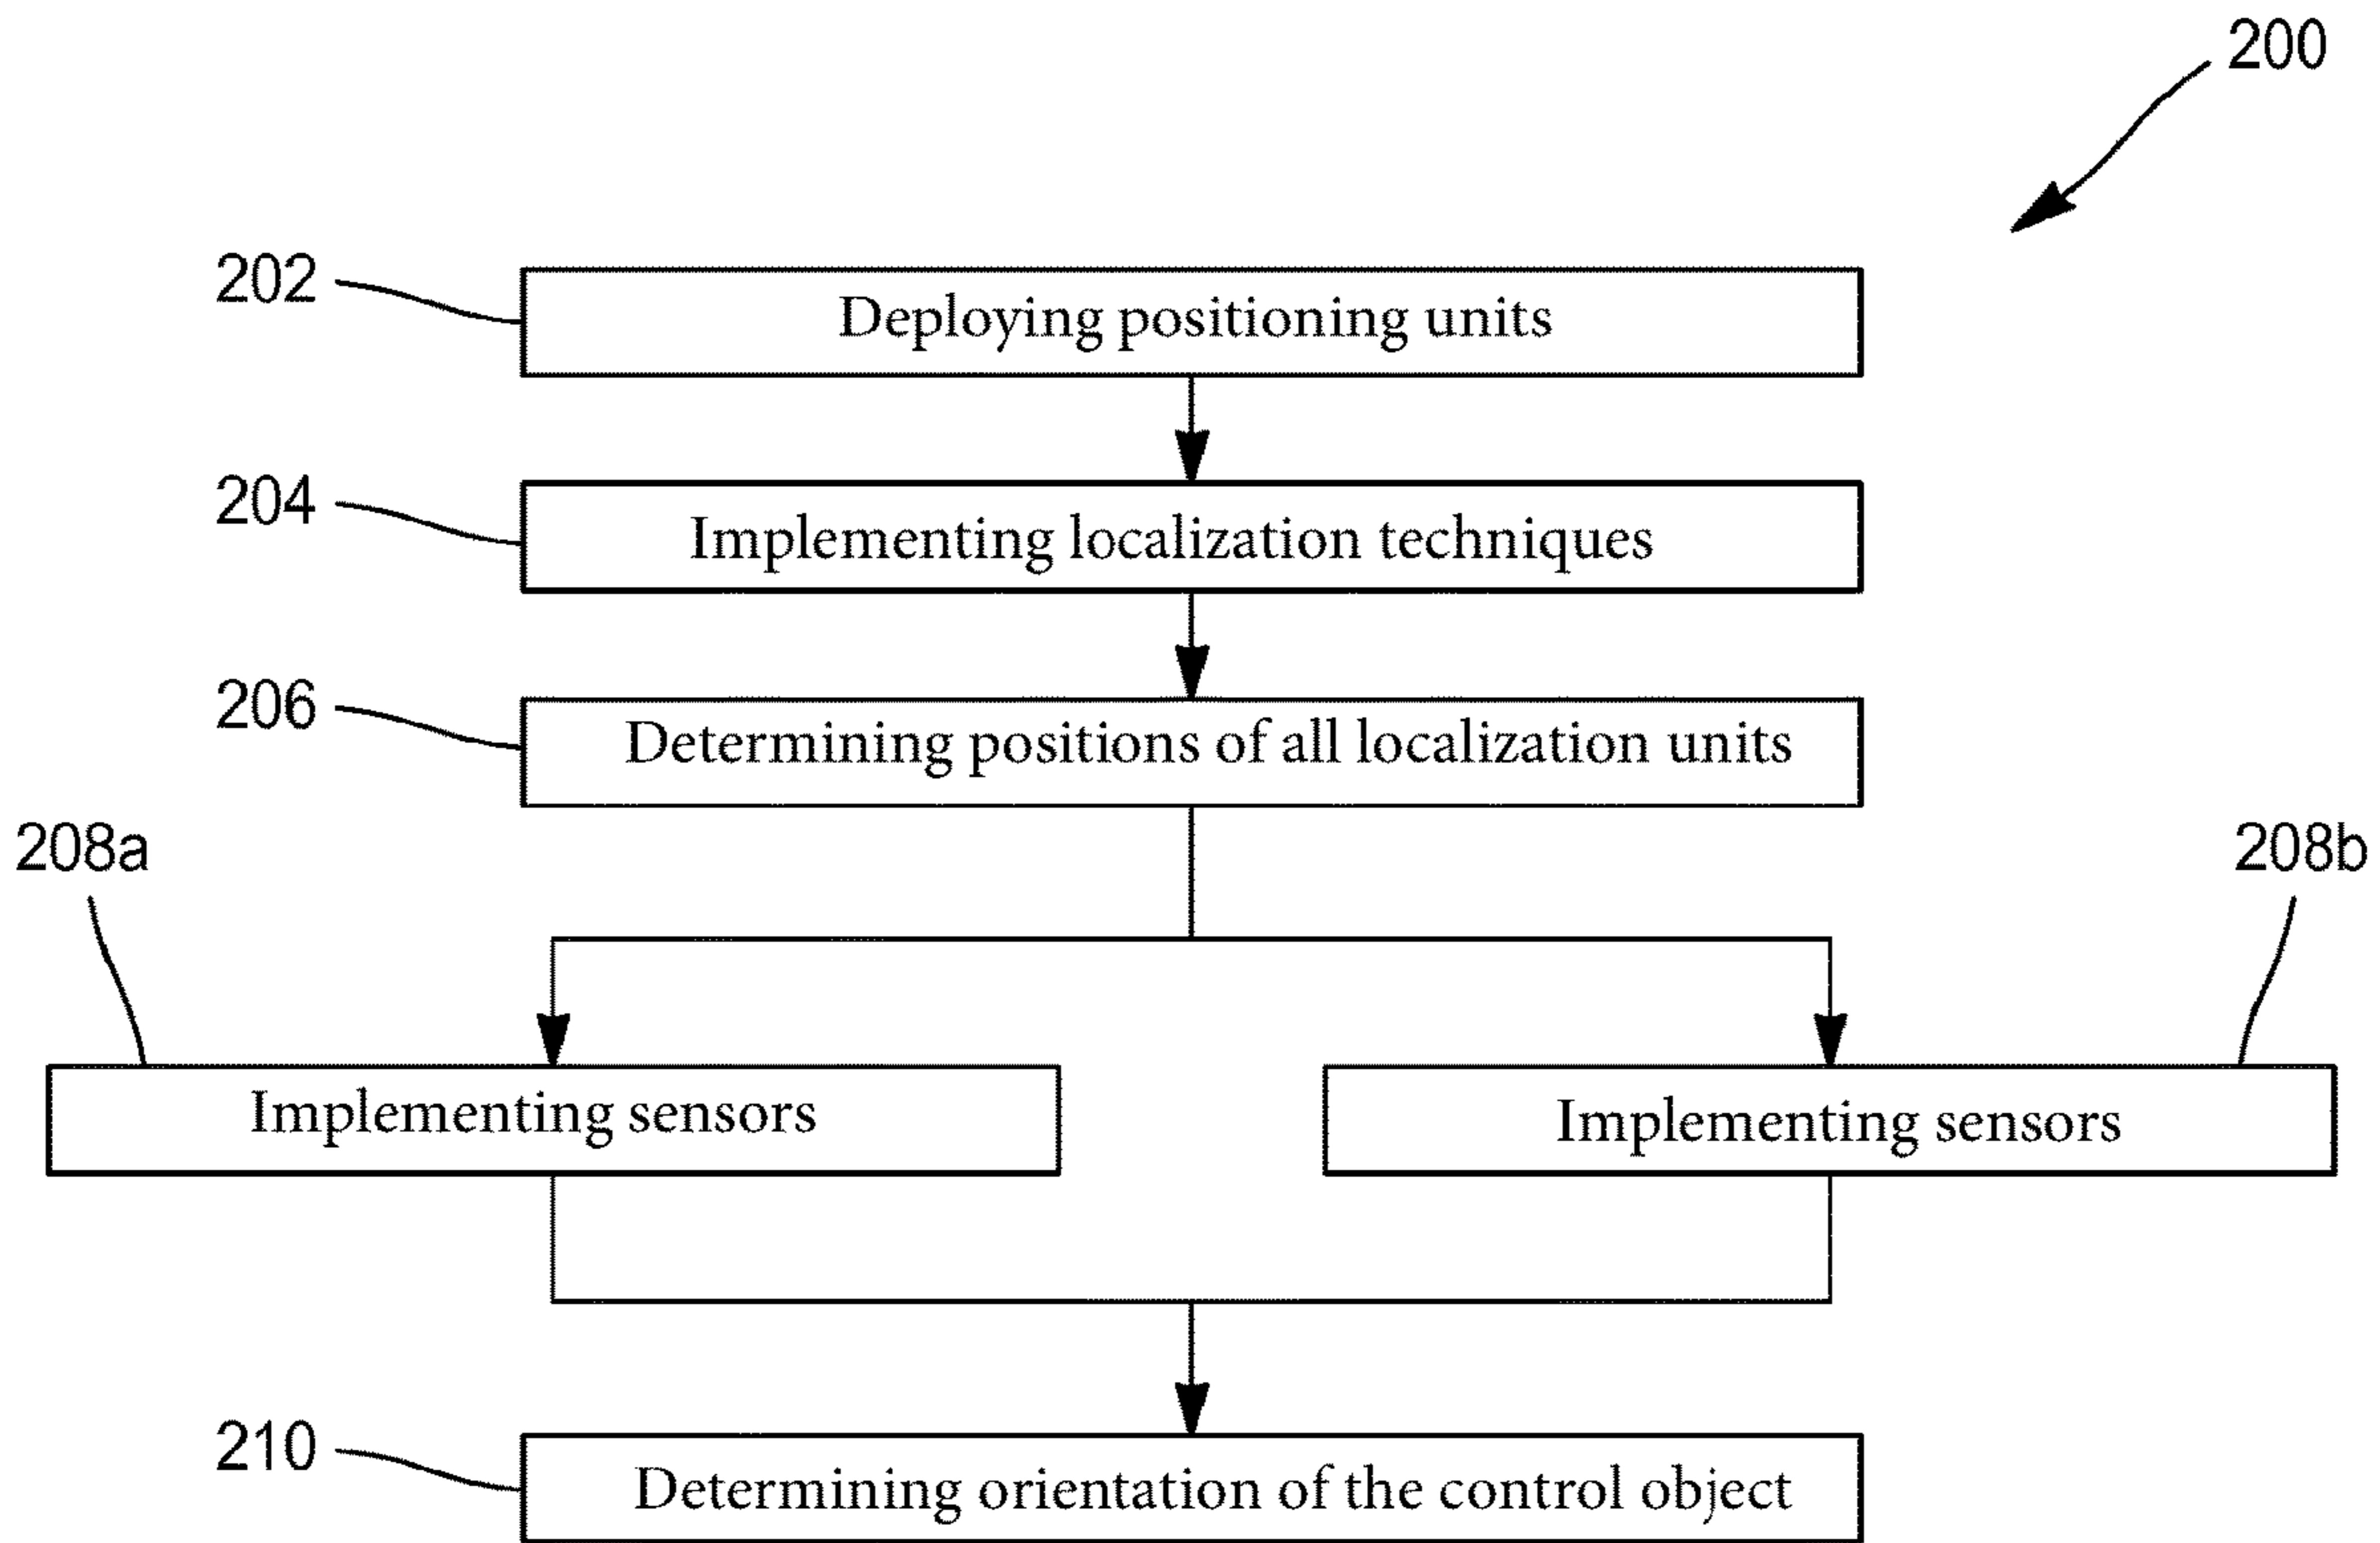 200
202
Deploying positioning units
204
Implementing localization techniques
206
Determining positions of all localization units
208a
208b
Implementing sensors
Implementing sensors
210
Determining orientation of the control object